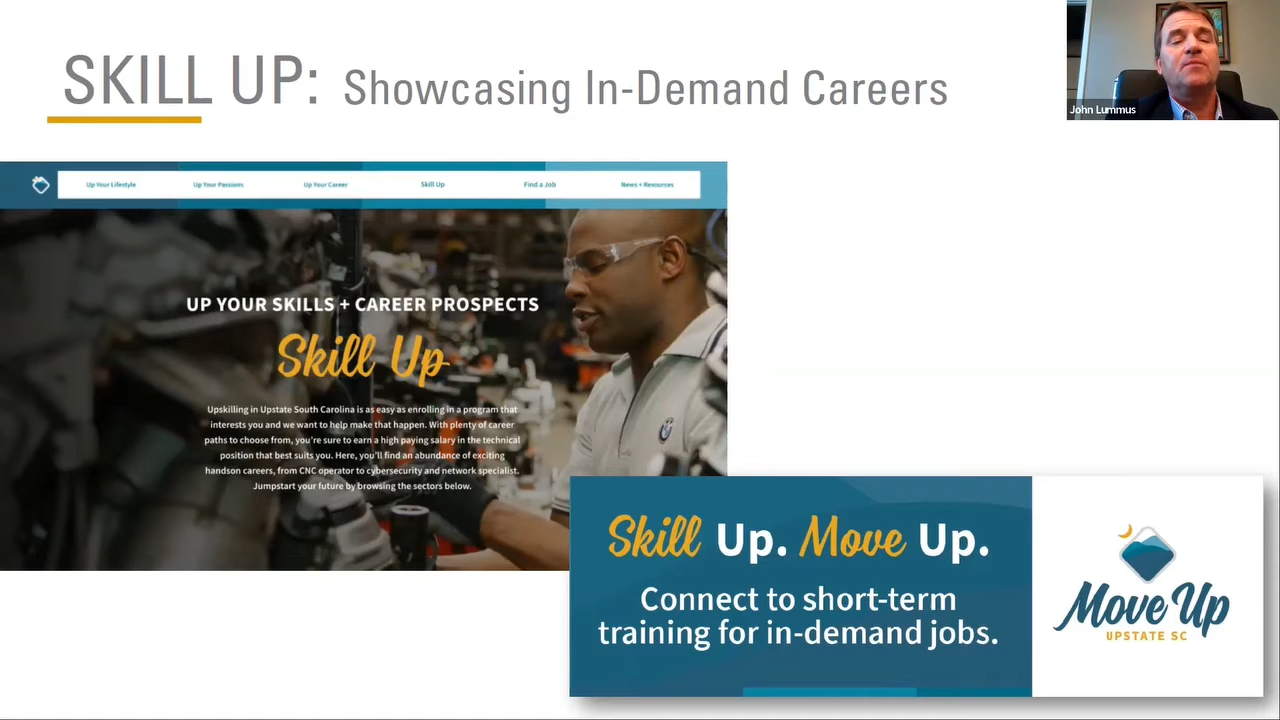 SKILL UP: Showcasing In-Demand Careers
John Lummus
Up Your Lifestyle Up Your Passions Up Your Career Skill Up Find a Job News + Resources
UP YOUR SKILLS + CAREER PROSPECTS
Skill Up
Upskilling in Upstate South Carolina is as easy as enrolling in a program that
interests you and we want to help make that happen. With plenty of career
paths to choose from, you're sure to earn a high paying salary in the technical
position that best suits you. Here, you'll find an abundance of exciting
handson careers, from CNC operator to cybersecurity and network specialist.
Jumpstart your future by browsing the sectors below.
Skill Up. Move Up.
Connect to short-term
training for in-demand jobs.
Move Up
UPSTATE SC